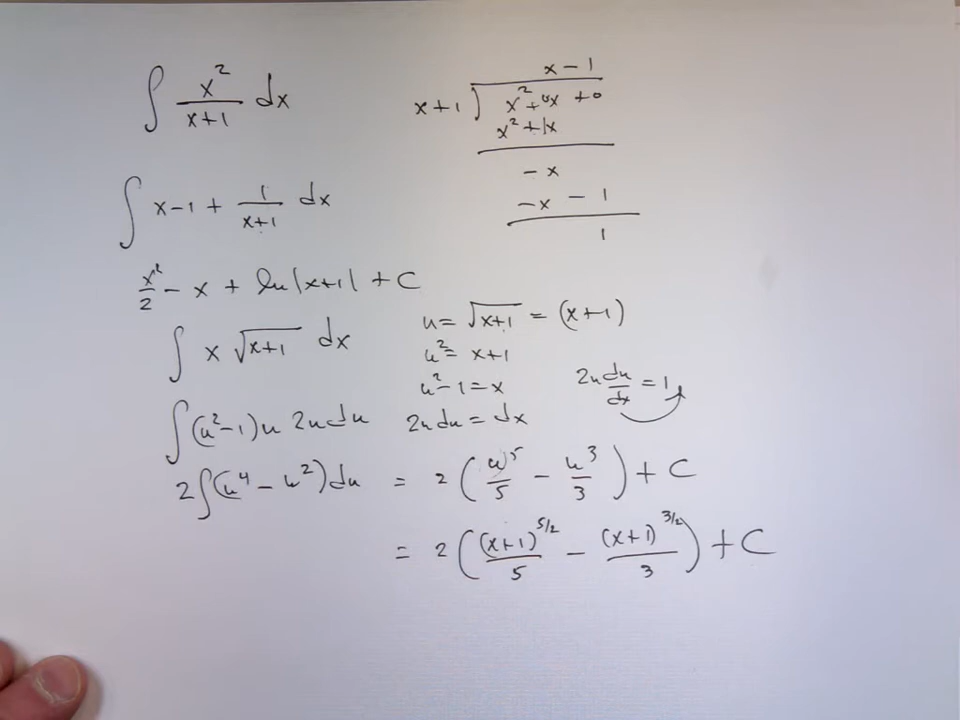 ∫ x²/(x+1) dx
x - 1
x+1 ) x² + 0x + 0
x² + 1x
- x
- x - 1
1
∫ x-1 + 1/(x+1) dx
x²/2 - x + ln|x+1| + C
∫ x √(x+1) dx
u = √(x+1) = (x+1)
u² = x+1
u² - 1 = x
2u du/dx = 1
∫ (u²-1) u 2u du
2u du = dx
2∫(u⁴ - u²) du = 2 ( u⁵/5 - u³/3 ) + C
= 2 ( (x+1)^(5/2)/5 - (x+1)^(3/2)/3 ) + C